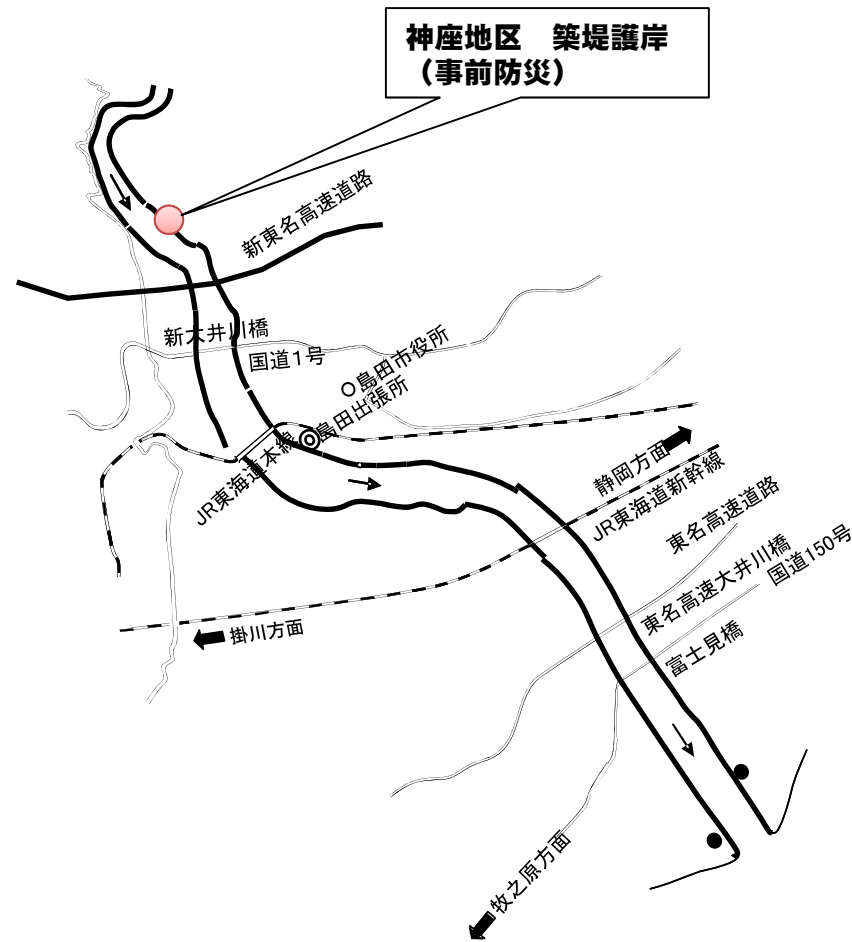 神座地区　築堤護岸
（事前防災）
新東名高速道路
新大井川橋
国道1号
島田市役所
島田出張所
JR東海道本線
静岡方面
JR東海道新幹線
東名高速道路
東名高速大井川橋
国道150号
掛川方面
富士見橋
牧之原方面